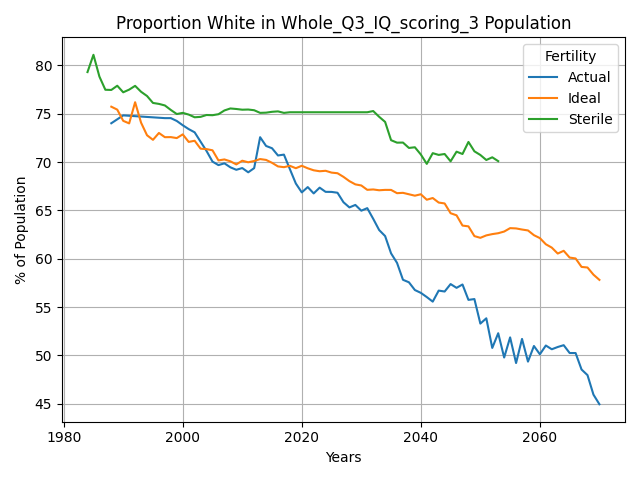 Proportion White in Whole_Q3_IQ_scoring_3 Population
Fertility
Actual
Ideal
Sterile
% of Population
80
75
70
65
60
55
50
45
1980
2000
2020
2040
2060
Years